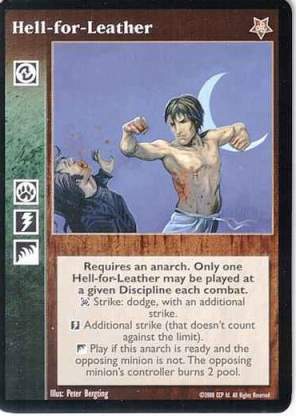 Hell-for-Leather
Requires an anarch. Only one
Hell-for-Leather may be played at
a given Discipline each combat.
Strike: dodge, with an additional
strike.
Additional strike (that doesn't count
against the limit).
Play if this anarch is ready and the
opposing minion is not. The opposing
minion's controller burns 2 pool.
Illus: Peter Bergting
©2008 CCP hf. All Rights Reserved